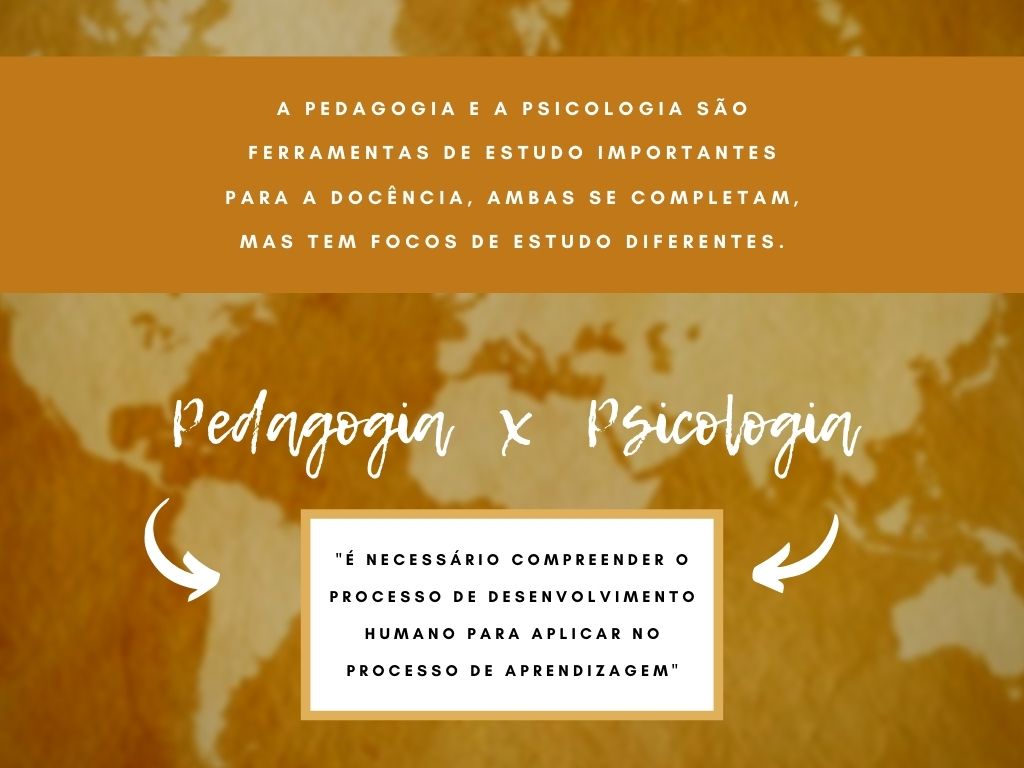 A PEDAGOGIA E A PSICOLOGIA SÃO
FERRAMENTAS DE ESTUDO IMPORTANTES
PARA A DOCÊNCIA, AMBAS SE COMPLETAM,
MAS TEM FOCOS DE ESTUDO DIFERENTES.
Pedagogia x Psicologia
"É NECESSÁRIO COMPREENDER O
PROCESSO DE DESENVOLVIMENTO
HUMANO PARA APLICAR NO
PROCESSO DE APRENDIZAGEM"